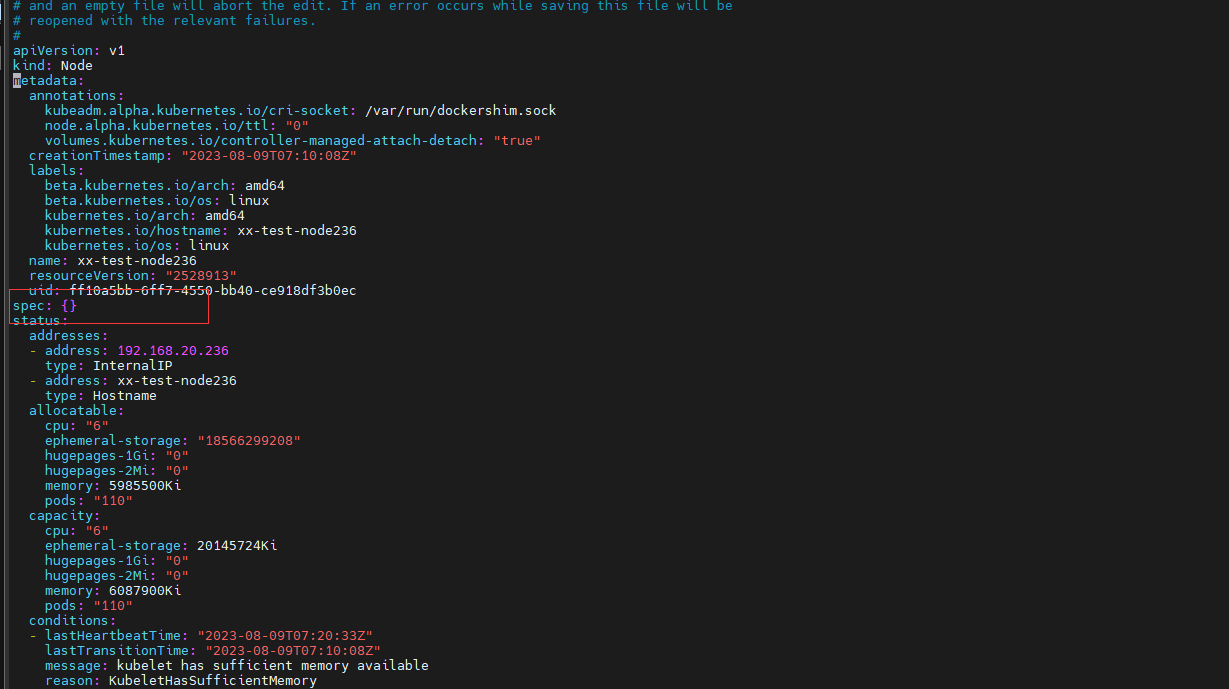 # and an empty file will abort the edit. If an error occurs while saving this file will be
# reopened with the relevant failures.
#
apiVersion: v1
kind: Node
metadata:
  annotations:
    kubeadm.alpha.kubernetes.io/cri-socket: /var/run/dockershim.sock
    node.alpha.kubernetes.io/ttl: "0"
    volumes.kubernetes.io/controller-managed-attach-detach: "true"
  creationTimestamp: "2023-08-09T07:10:08Z"
  labels:
    beta.kubernetes.io/arch: amd64
    beta.kubernetes.io/os: linux
    kubernetes.io/arch: amd64
    kubernetes.io/hostname: xx-test-node236
    kubernetes.io/os: linux
  name: xx-test-node236
  resourceVersion: "2528913"
  uid: ff10a5bb-6ff7-4550-bb40-ce918df3b0ec
spec: {}
status:
  addresses:
  - address: 192.168.20.236
    type: InternalIP
  - address: xx-test-node236
    type: Hostname
  allocatable:
    cpu: "6"
    ephemeral-storage: "18566299208"
    hugepages-1Gi: "0"
    hugepages-2Mi: "0"
    memory: 5985500Ki
    pods: "110"
  capacity:
    cpu: "6"
    ephemeral-storage: 20145724Ki
    hugepages-1Gi: "0"
    hugepages-2Mi: "0"
    memory: 6087900Ki
    pods: "110"
  conditions:
  - lastHeartbeatTime: "2023-08-09T07:20:33Z"
    lastTransitionTime: "2023-08-09T07:10:08Z"
    message: kubelet has sufficient memory available
    reason: KubeletHasSufficientMemory